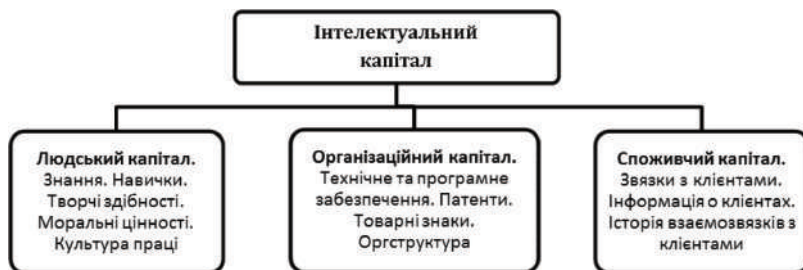 Інтелектуальний
капітал
Людський капітал.
Знання. Навички.
Творчі здібності.
Моральні цінності.
Культура праці
Організаційний капітал.
Технічне та програмне
забезпечення. Патенти.
Товарні знаки.
Оргструктура
Споживчий капітал.
Звязки з клієнтами.
Інформація о клієнтах.
Історія взаємозвязків з
клієнтами